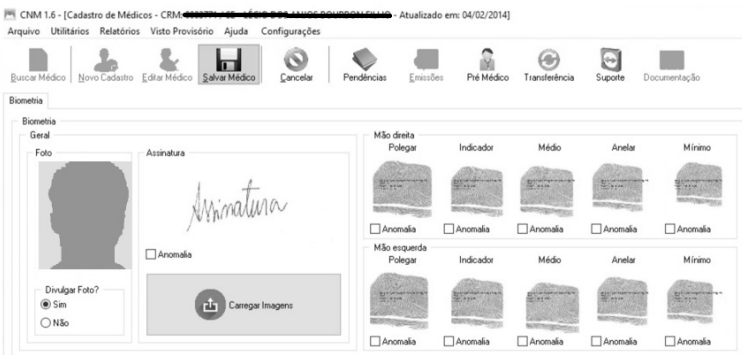 CNM 1.6 - [Cadastro de Médicos - CRM: - Atualizado em: 04/02/2014]
Arquivo Utilitários Relatórios Visto Provisório Ajuda Configurações
Buscar Médico Novo Cadastro Editar Médico Salvar Médico Cancelar Pendências Emissões Pré Médico Transferência Suporte Documentação
Biometria
Biometria
Geral
Foto
Assinatura
Assinatura
Anomalia
Divulgar Foto?
Sim
Não
Carregar Imagens
Mão direita
Polegar Indicador Médio Anelar Mínimo
Anomalia Anomalia Anomalia Anomalia Anomalia
Mão esquerda
Polegar Indicador Médio Anelar Mínimo
Anomalia Anomalia Anomalia Anomalia Anomalia